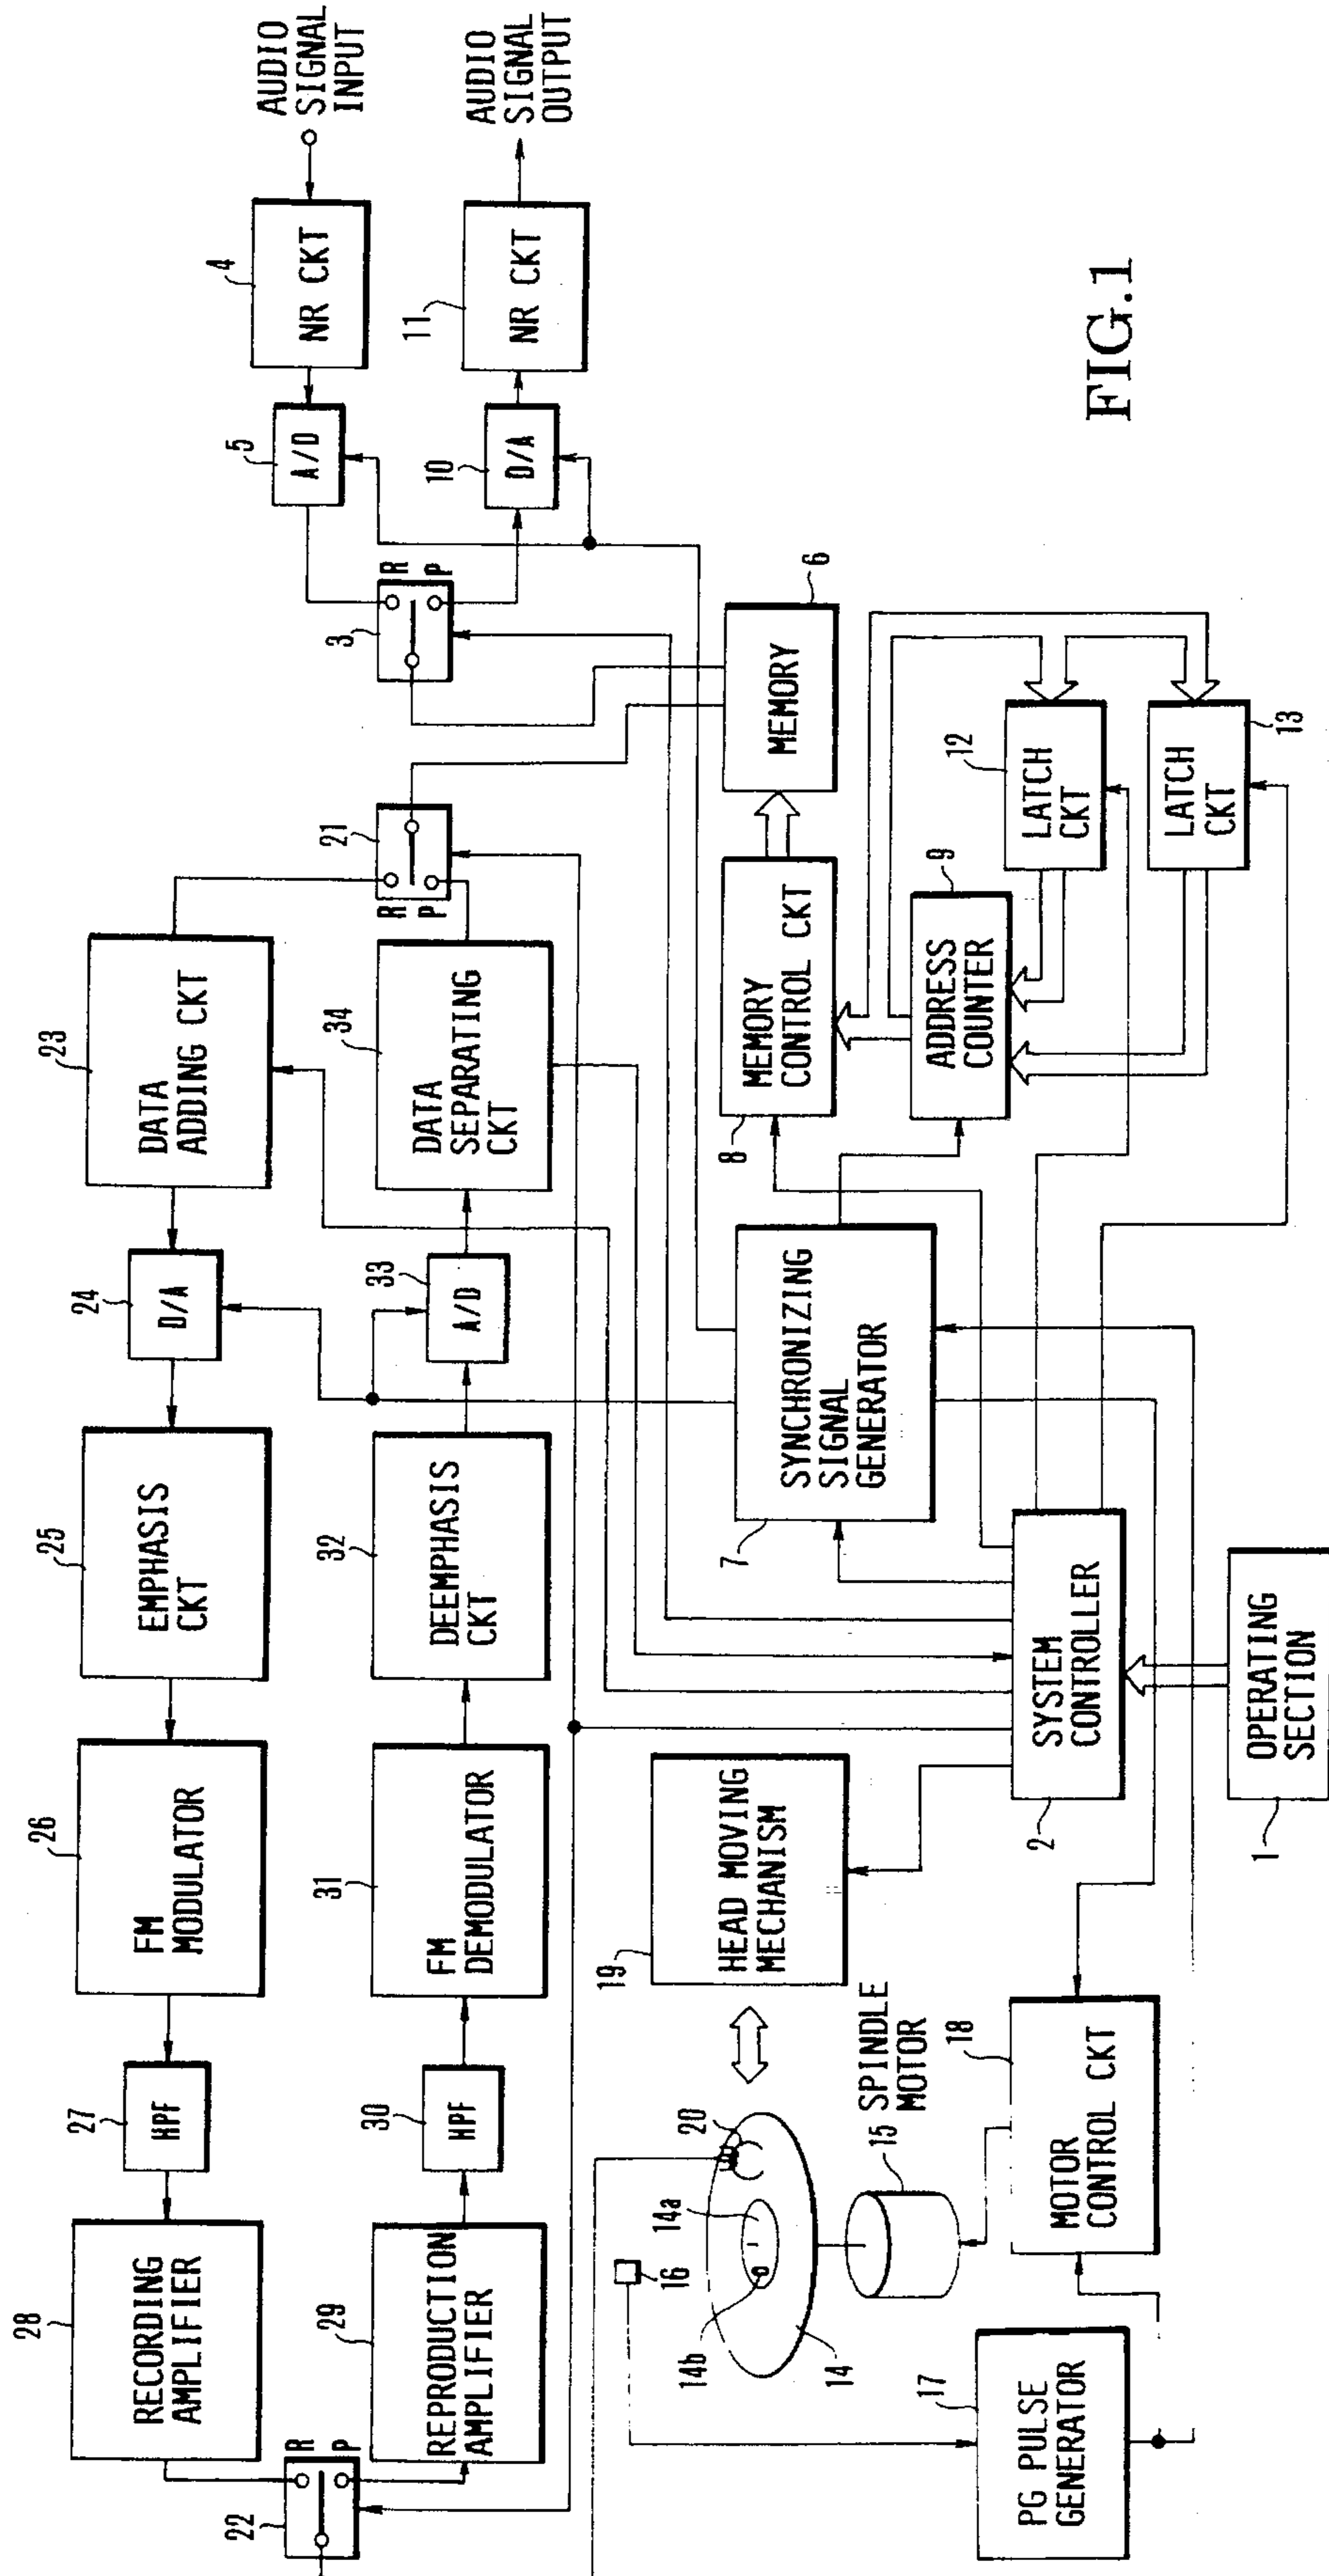 28
RECORDING
AMPLIFIER
27
HPF
26
FM
MODULATOR
25
EMPHASIS
CKT
24
D/A
23
DATA
ADDING CKT
22
R
P
29
REPRODUCTION
AMPLIFIER
30
HPF
31
FM
DEMODULATOR
32
DEEMPHASIS
CKT
33
A/D
34
DATA
SEPARATING
CKT
21
R
P
3
R
P
5
A/D
4
NR CKT
AUDIO
SIGNAL
INPUT
10
D/A
11
NR CKT
AUDIO
SIGNAL
OUTPUT
16
14a
14b
14
20
19
HEAD MOVING
MECHANISM
15
SPINDLE
MOTOR
17
PG PULSE
GENERATOR
18
MOTOR
CONTROL CKT
7
SYNCHRONIZING
SIGNAL
GENERATOR
8
MEMORY
CONTROL CKT
6
MEMORY
9
ADDRESS
COUNTER
12
LATCH
CKT
13
LATCH
CKT
2
SYSTEM
CONTROLLER
1
OPERATING
SECTION
FIG.1